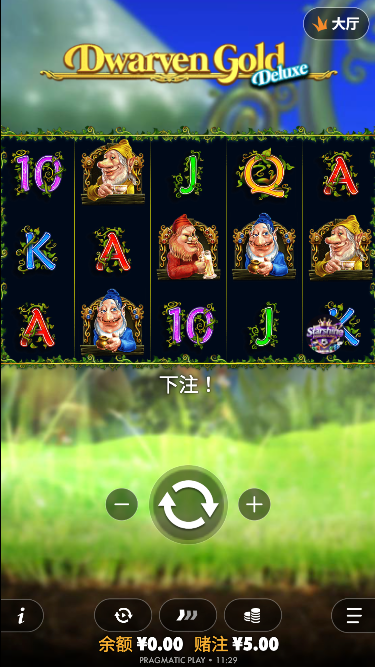 大厅
Dwarven Gold
Deluxe
10 J Q A
K A
A 10 J K
Starshine
下注！
余额 ¥0.00 赌注 ¥5.00
PRAGMATIC PLAY • 11:29